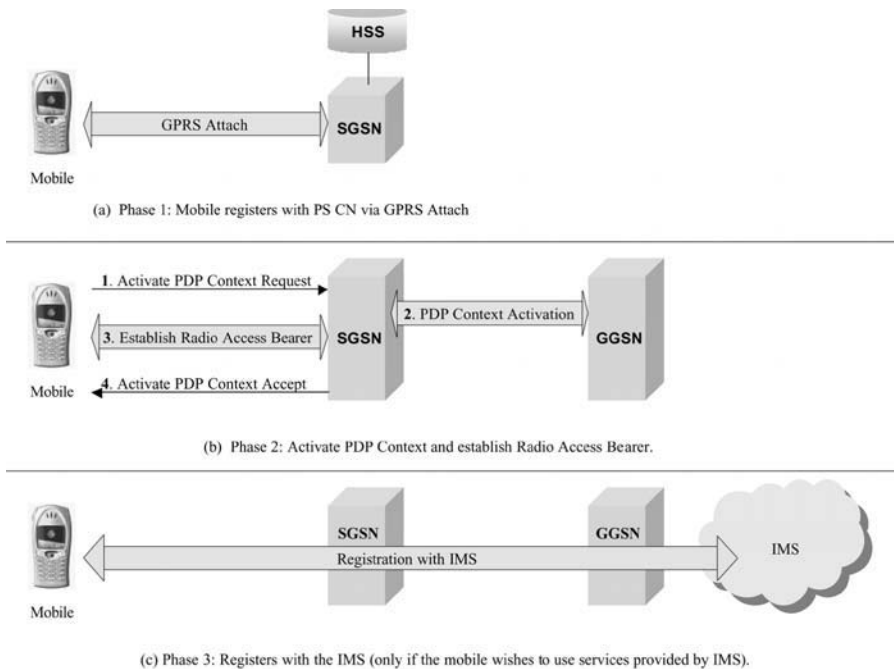 HSS
GPRS Attach
SGSN
Mobile
(a) Phase 1: Mobile registers with PS CN via GPRS Attach
1. Activate PDP Context Request
2. PDP Context Activation
3. Establish Radio Access Bearer
SGSN
GGSN
4. Activate PDP Context Accept
Mobile
(b) Phase 2: Activate PDP Context and establish Radio Access Bearer.
SGSN
GGSN
Registration with IMS
IMS
Mobile
(c) Phase 3: Registers with the IMS (only if the mobile wishes to use services provided by IMS).